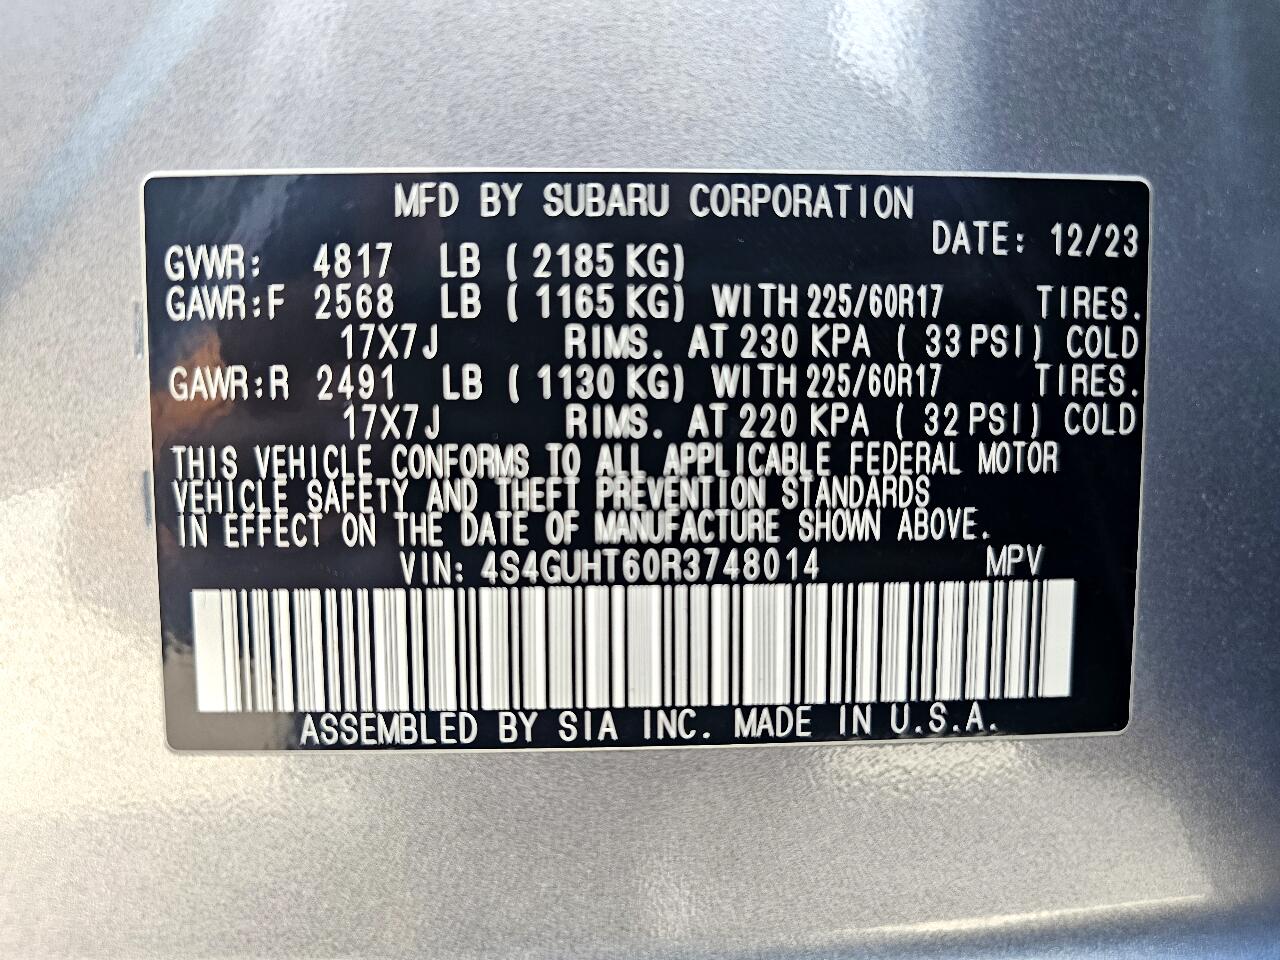 MFD BY SUBARU CORPORATION
DATE: 12/23
GVWR: 4817 LB ( 2185 KG)
GAWR:F 2568 LB ( 1165 KG) WITH 225/60R17 TIRES.
17X7J RIMS. AT 230 KPA ( 33 PSI) COLD
GAWR:R 2491 LB ( 1130 KG) WITH 225/60R17 TIRES.
17X7J RIMS. AT 220 KPA ( 32 PSI) COLD
THIS VEHICLE CONFORMS TO ALL APPLICABLE FEDERAL MOTOR
VEHICLE SAFETY AND THEFT PREVENTION STANDARDS
IN EFFECT ON THE DATE OF MANUFACTURE SHOWN ABOVE.
VIN: 4S4GUHT60R3748014 MPV
ASSEMBLED BY SIA INC. MADE IN U.S.A.